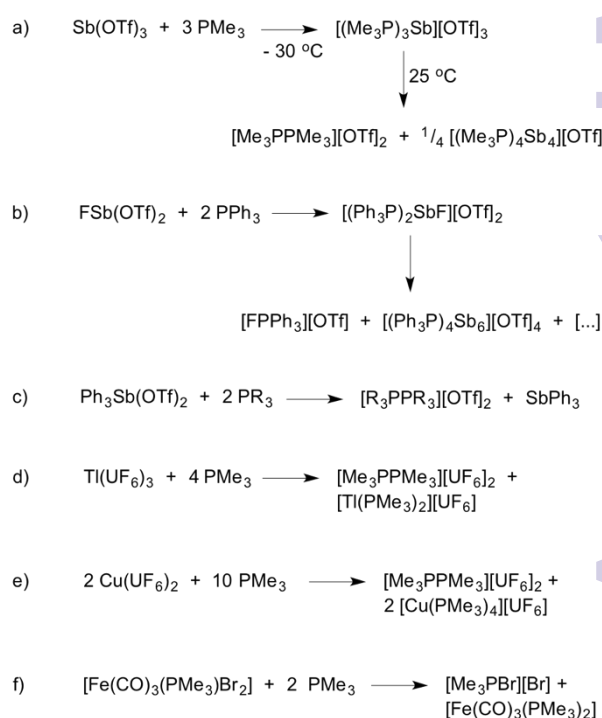 a) Sb(OTf)₃ + 3 PMe₃ [(Me₃P)₃Sb][OTf]₃
- 30 ºC
25 ºC
[Me₃PPMe₃][OTf]₂ + ¹/₄ [(Me₃P)₄Sb₄][OTf]
b) FSb(OTf)₂ + 2 PPh₃ [(Ph₃P)₂SbF][OTf]₂
[FPPh₃][OTf] + [(Ph₃P)₄Sb₆][OTf]₄ + [...]
c) Ph₃Sb(OTf)₂ + 2 PR₃ [R₃PPR₃][OTf]₂ + SbPh₃
d) Tl(UF₆)₃ + 4 PMe₃ [Me₃PPMe₃][UF₆]₂ +
[Tl(PMe₃)₂][UF₆]
e) 2 Cu(UF₆)₂ + 10 PMe₃ [Me₃PPMe₃][UF₆]₂ +
2 [Cu(PMe₃)₄][UF₆]
f) [Fe(CO)₃(PMe₃)Br₂] + 2 PMe₃ [Me₃PBr][Br] +
[Fe(CO)₃(PMe₃)₂]